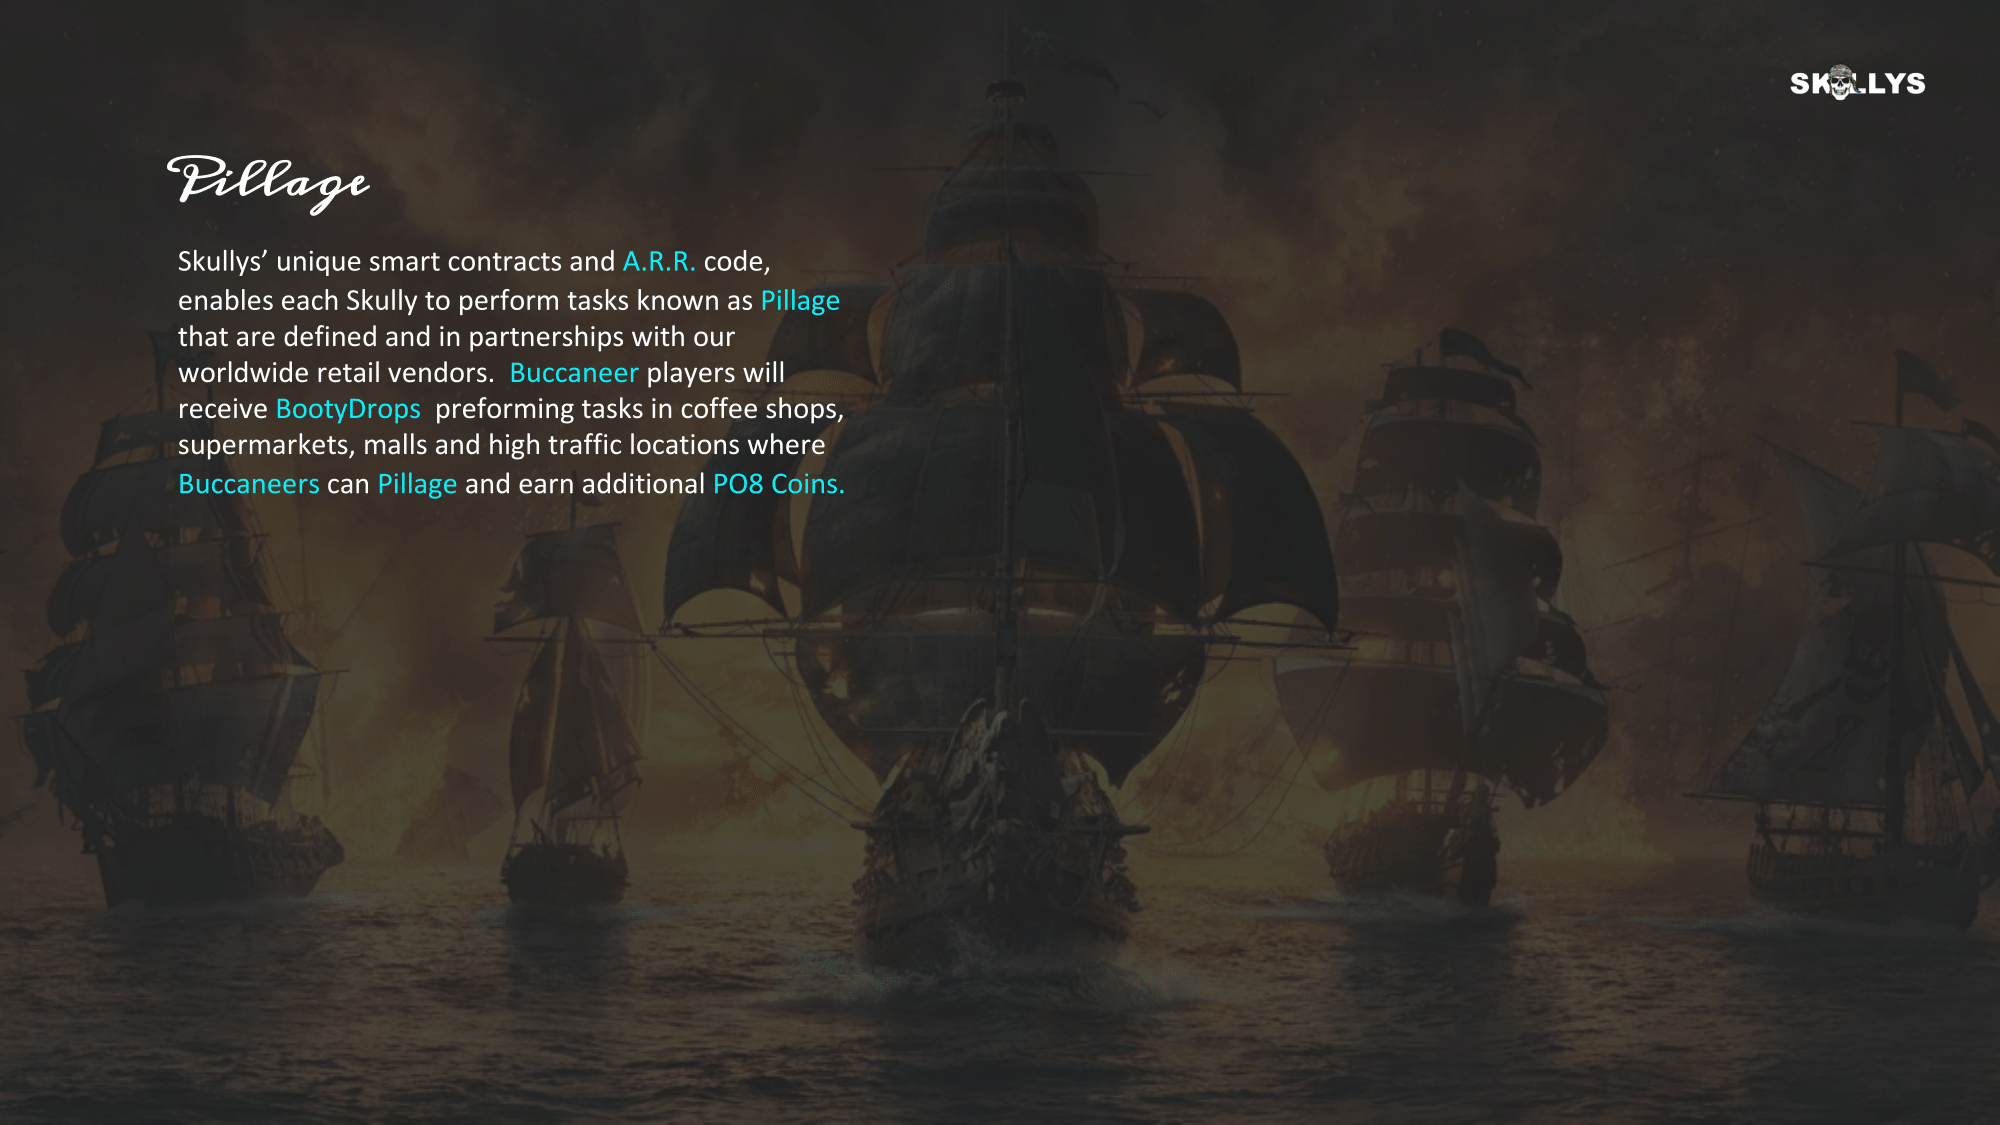 SKULLYS
Pillage
Skullys’ unique smart contracts and A.R.R. code,
enables each Skully to perform tasks known as Pillage
that are defined and in partnerships with our
worldwide retail vendors.  Buccaneer players will
receive BootyDrops  preforming tasks in coffee shops,
supermarkets, malls and high traffic locations where
Buccaneers can Pillage and earn additional PO8 Coins.